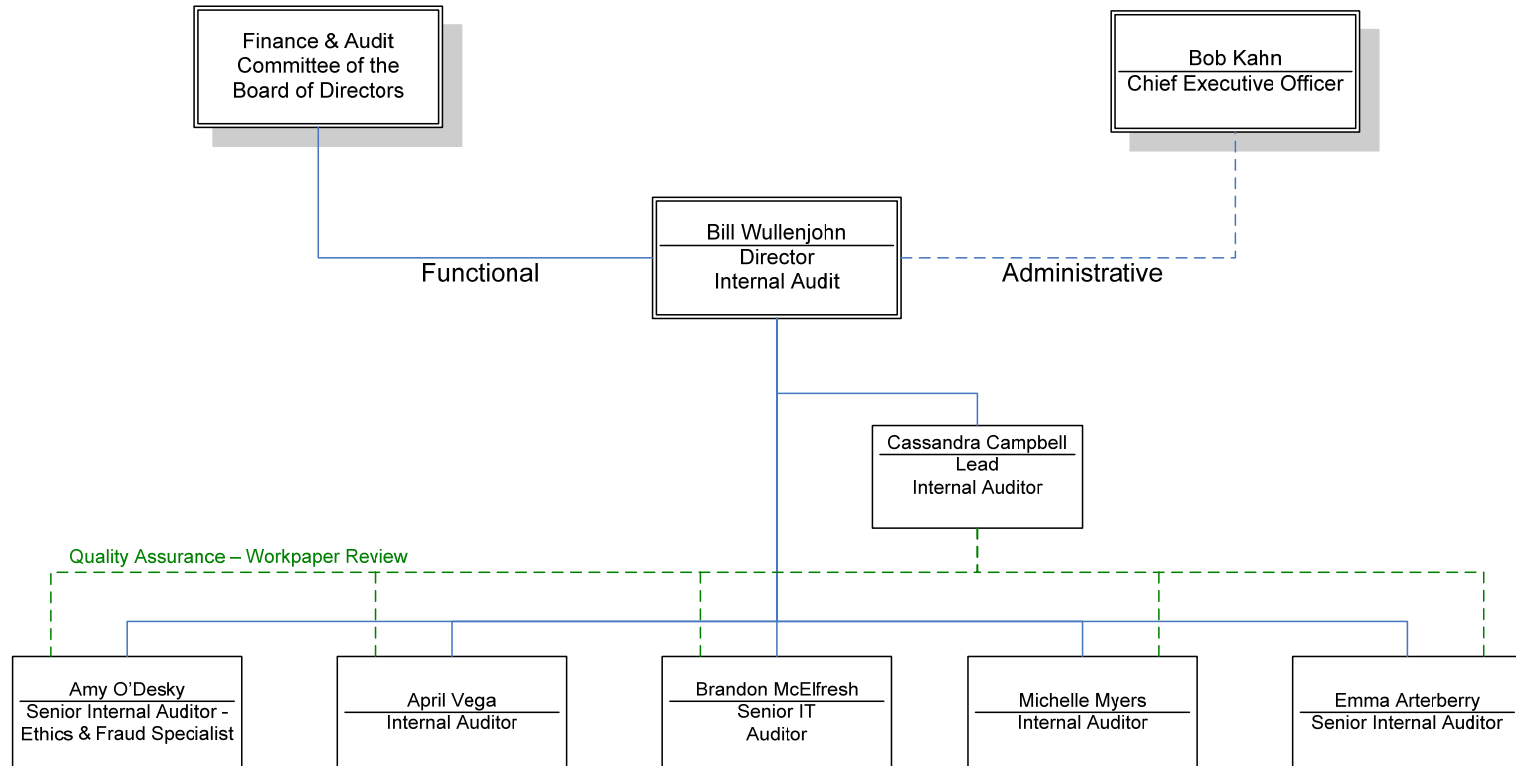 Finance & Audit
Committee of the
Board of Directors
Bob Kahn
Chief Executive Officer
Bill Wullenjohn
Director
Internal Audit
Functional
Administrative
Cassandra Campbell
Lead
Internal Auditor
Quality Assurance – Workpaper Review
Amy O’Desky
Senior Internal Auditor -
Ethics & Fraud Specialist
April Vega
Internal Auditor
Brandon McElfresh
Senior IT
Auditor
Michelle Myers
Internal Auditor
Emma Arterberry
Senior Internal Auditor